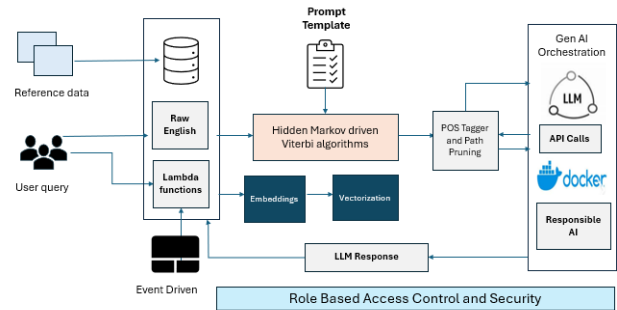 Prompt
Template
Gen AI
Orchestration
Reference data
LLM
Raw
English
Hidden Markov driven
Viterbi algorithms
POS Tagger
and Path
Pruning
API Calls
User query
Lambda
functions
docker
Embeddings
Vectorization
Responsible
AI
LLM Response
Event Driven
Role Based Access Control and Security